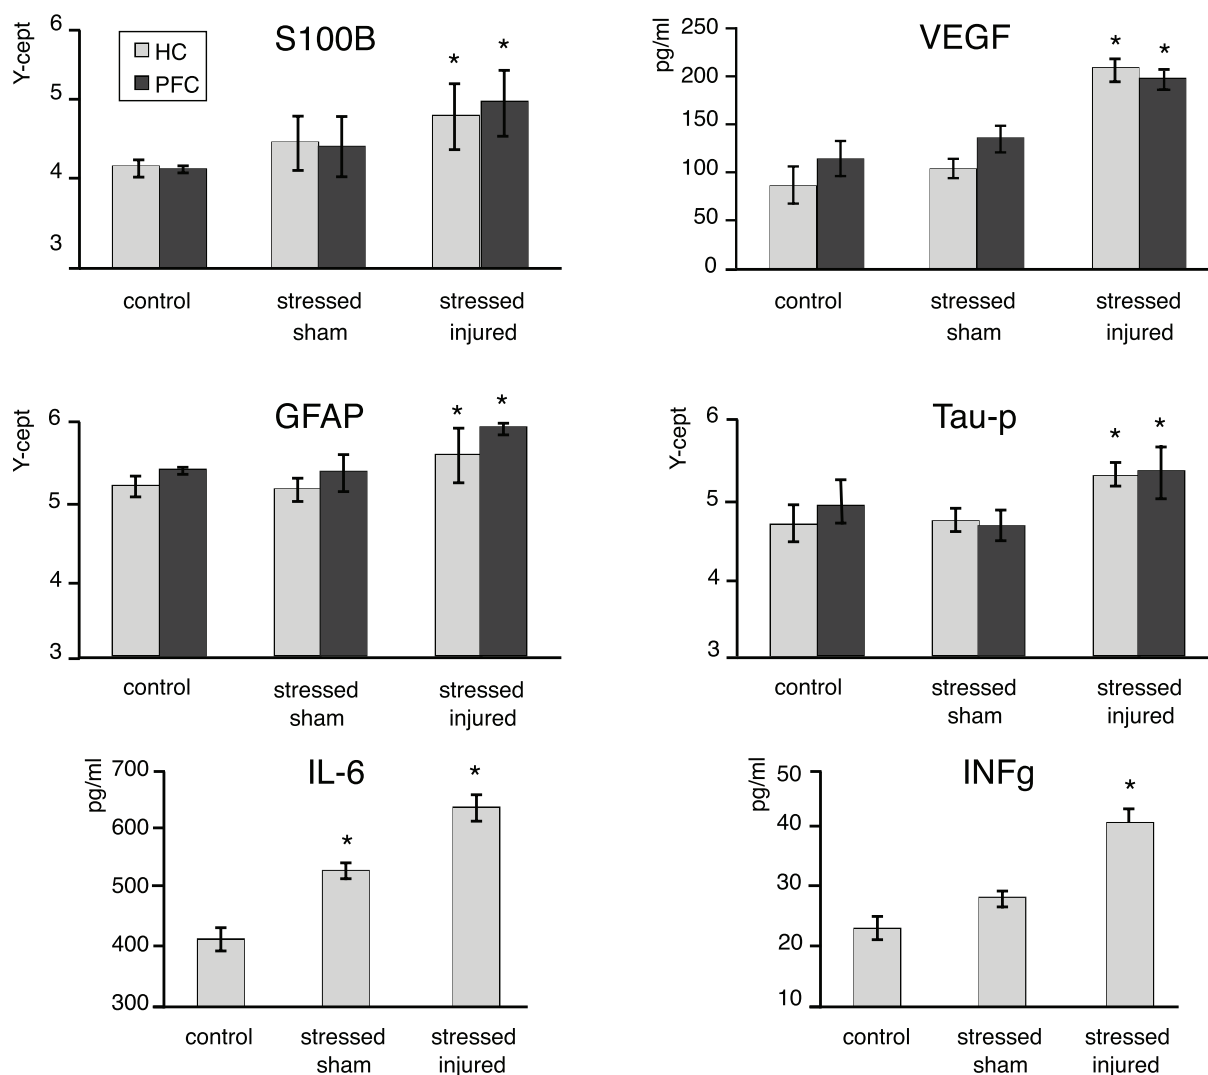 S100B
Y-cept
6
5
4
3
HC
PFC
*
*
control
stressed
sham
stressed
injured
VEGF
pg/ml
250
200
150
100
50
0
*
*
control
stressed
sham
stressed
injured
GFAP
Y-cept
6
5
4
3
*
*
control
stressed
sham
stressed
injured
Tau-p
Y-cept
6
5
4
3
*
*
control
stressed
sham
stressed
injured
IL-6
pg/ml
700
600
500
400
300
*
*
control
stressed
sham
stressed
injured
INFg
pg/ml
50
40
30
20
10
*
control
stressed
sham
stressed
injured